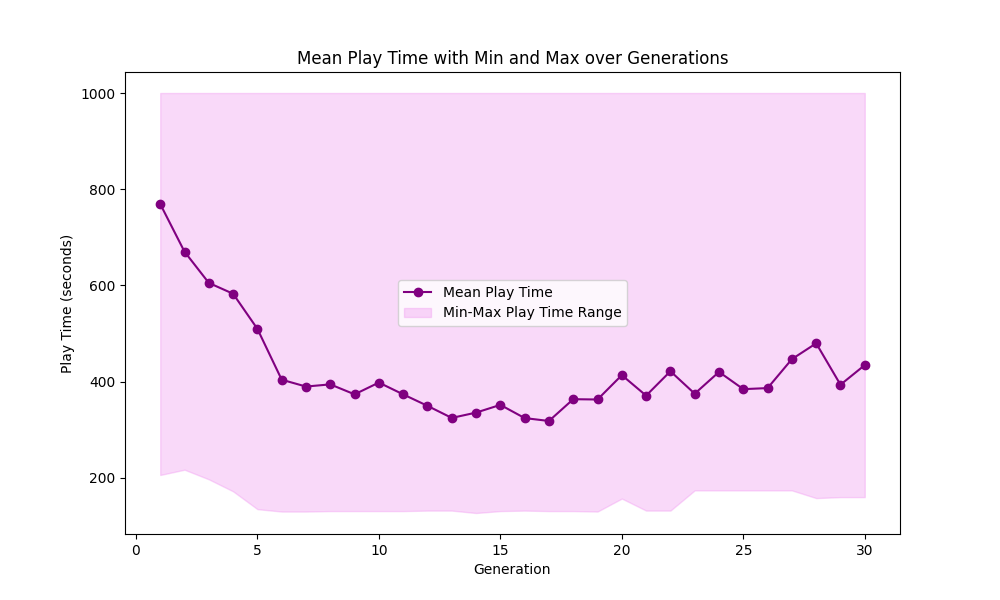 Mean Play Time with Min and Max over Generations
1000
800
600
400
200
Play Time (seconds)
Mean Play Time
Min-Max Play Time Range
0
5
10
15
20
25
30
Generation